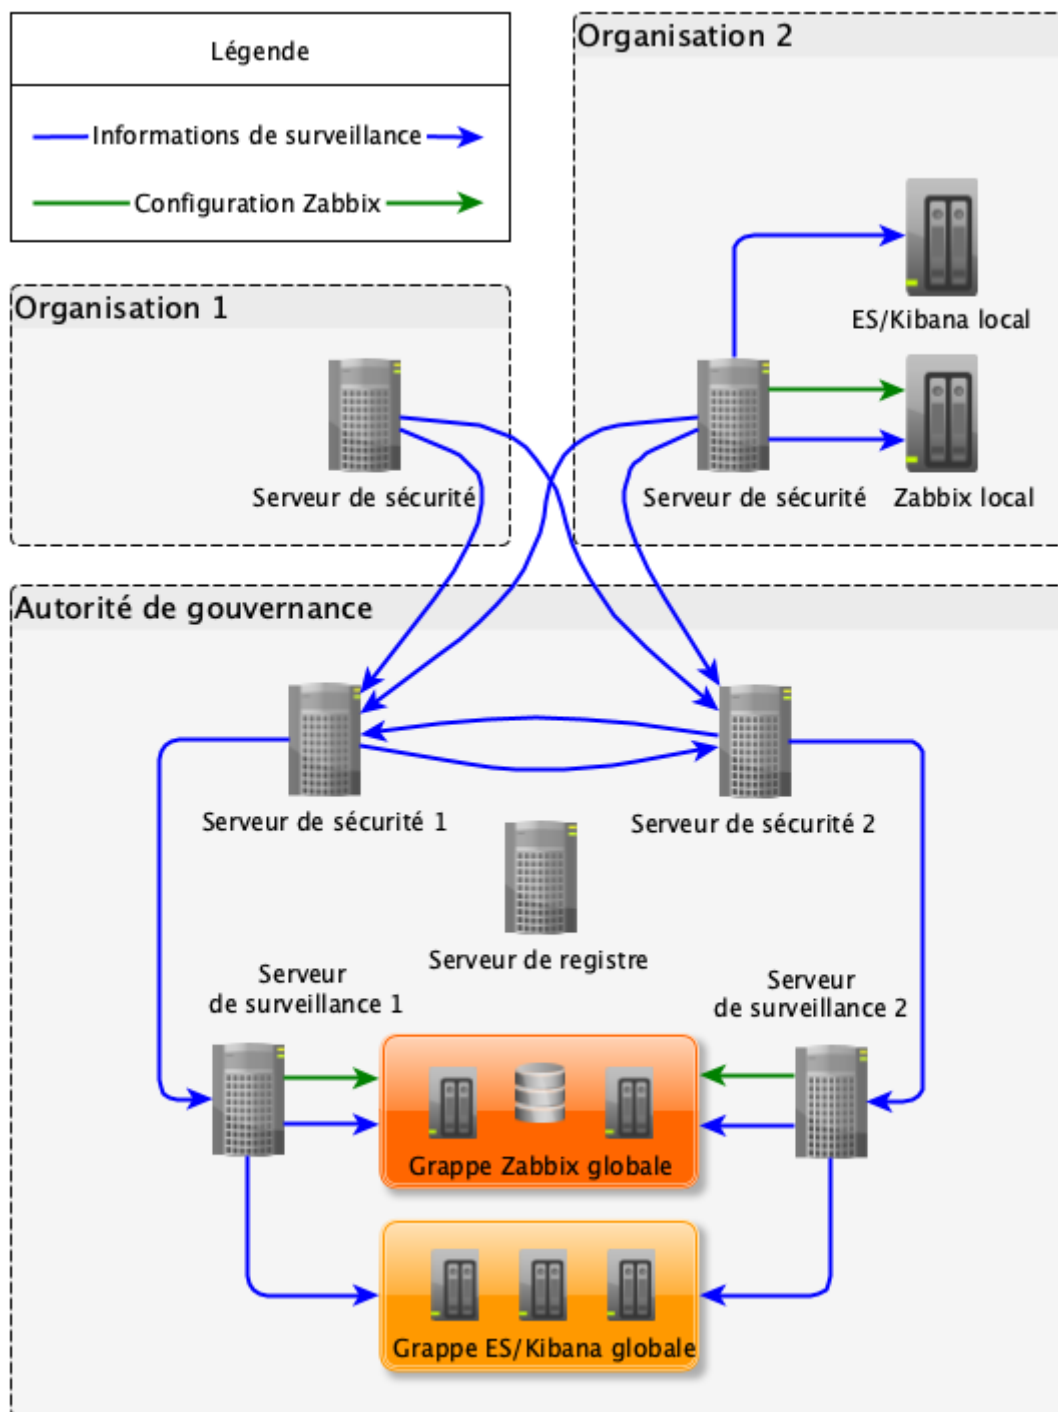 Légende
Informations de surveillance
Configuration Zabbix
Organisation 2
ES/Kibana local
Serveur de sécurité
Zabbix local
Organisation 1
Serveur de sécurité
Autorité de gouvernance
Serveur de sécurité 1
Serveur de sécurité 2
Serveur de registre
Serveur
de surveillance 1
Serveur
de surveillance 2
Grappe Zabbix globale
Grappe ES/Kibana globale